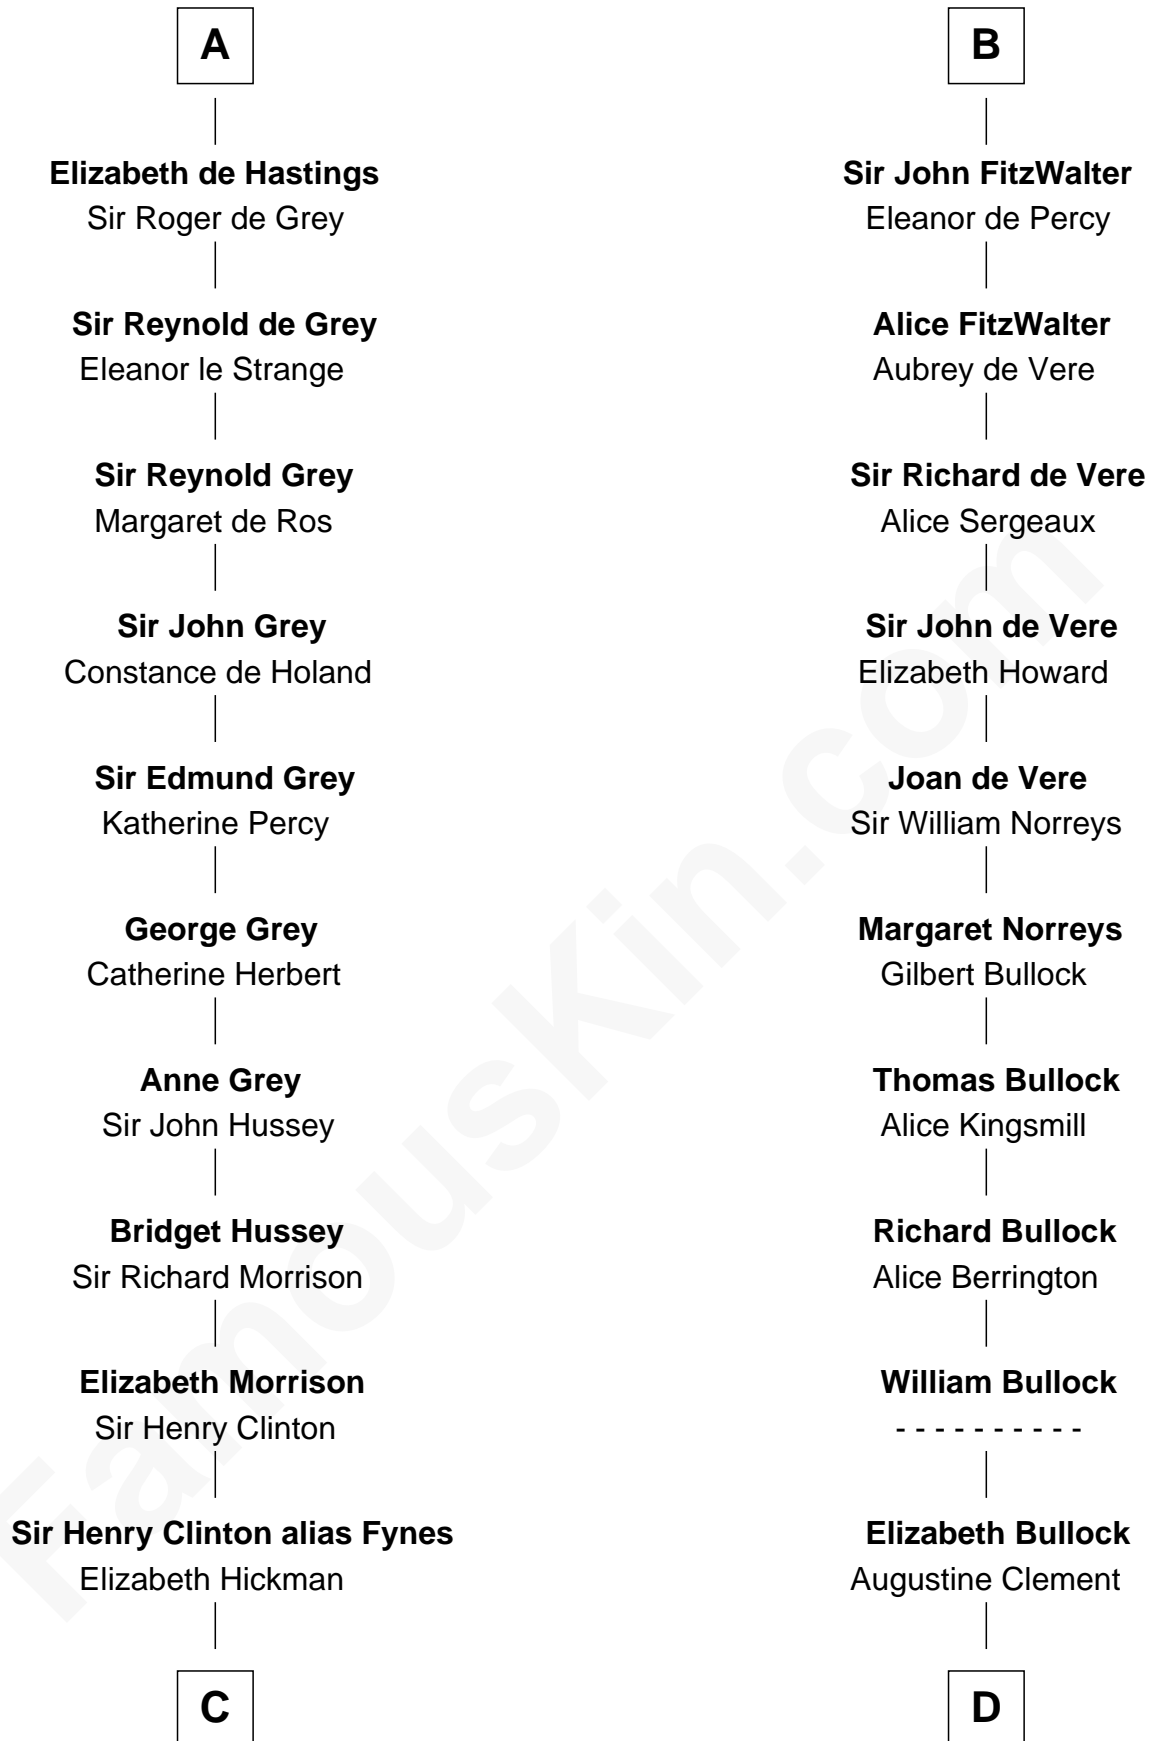 A
Elizabeth de Hastings
Sir Roger de Grey
Sir Reynold de Grey
Eleanor le Strange
Sir Reynold Grey
Margaret de Ros
Sir John Grey
Constance de Holand
Sir Edmund Grey
Katherine Percy
George Grey
Catherine Herbert
Anne Grey
Sir John Hussey
Bridget Hussey
Sir Richard Morrison
Elizabeth Morrison
Sir Henry Clinton
Sir Henry Clinton alias Fynes
Elizabeth Hickman
C
B
Sir John FitzWalter
Eleanor de Percy
Alice FitzWalter
Aubrey de Vere
Sir Richard de Vere
Alice Sergeaux
Sir John de Vere
Elizabeth Howard
Joan de Vere
Sir William Norreys
Margaret Norreys
Gilbert Bullock
Thomas Bullock
Alice Kingsmill
Richard Bullock
Alice Berrington
William Bullock
- - - - - - - - - -
Elizabeth Bullock
Augustine Clement
D
FamousKin.com